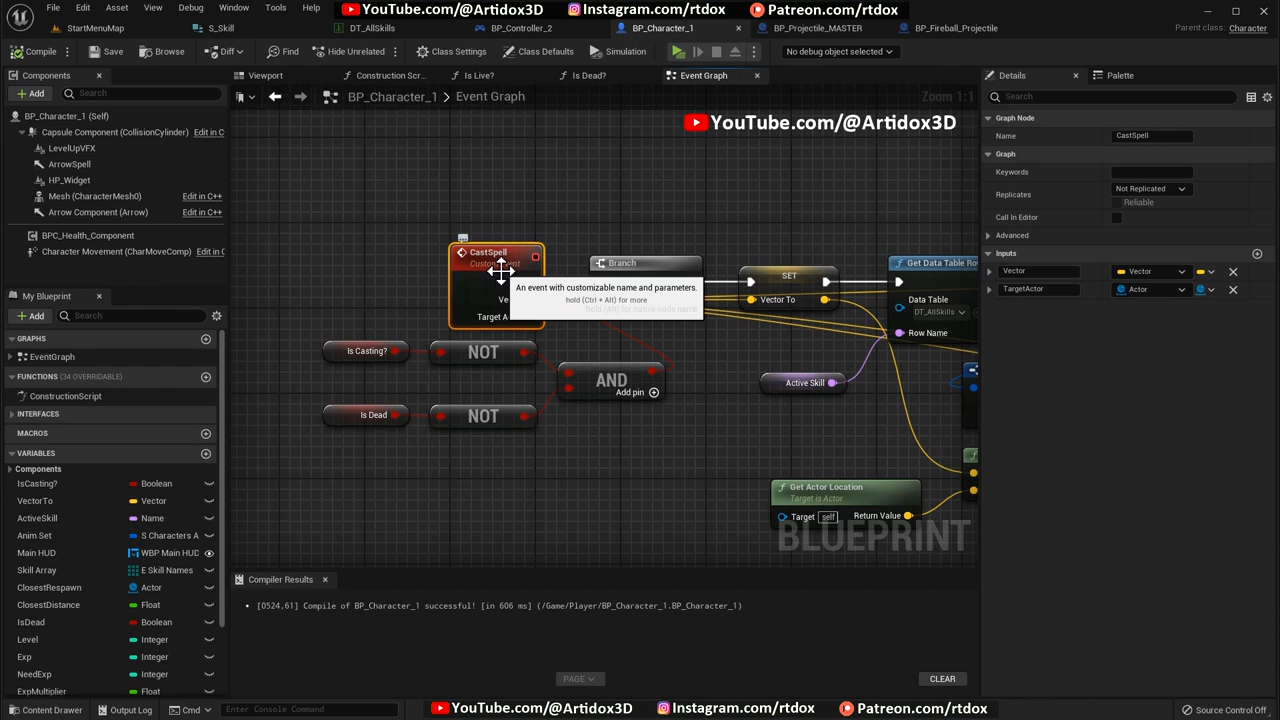 File Edit Asset View Debug Window Tools Help
YouTube.com/@Artidox3D Instagram.com/rtdox Patreon.com/rtdox
StartMenuMap S_Skill DT_AllSkills BP_Controller_2 BP_Character_1 BP_Projectile_MASTER BP_Fireball_Projectile Parent class: Character
Compile Save Browse Diff Find Hide Unrelated Class Settings Class Defaults Simulation No debug object selected
Components Viewport Construction Scr... Is Live? Is Dead? Event Graph Details Palette
Add Search
BP_Character_1 > Event Graph Zoom 1:1
Search
YouTube.com/@Artidox3D
BP_Character_1 (Self)
Capsule Component (CollisionCylinder) Edit in C
LevelUpVFX
ArrowSpell
HP_Widget
Mesh (CharacterMesh0) Edit in C++
Arrow Component (Arrow) Edit in C++
BPC_Health_Component
Character Movement (CharMoveComp) Edit in C
My Blueprint
Add Search
GRAPHS
EventGraph
FUNCTIONS (34 OVERRIDABLE)
ConstructionScript
INTERFACES
MACROS
VARIABLES
Components
IsCasting? Boolean
VectorTo Vector
ActiveSkill Name
Anim Set S Characters A
Main HUD WBP Main HUD
Skill Array E Skill Names
ClosestRespawn Actor
ClosestDistance Float
IsDead Boolean
Level Integer
Exp Integer
NeedExp Integer
ExpMultiplier Float
CastSpell
Custom Event
Ve
Target A
An event with customizable name and parameters.
hold (Ctrl + Alt) for more
hold (Alt) for native node name
Branch
SET
Vector To
Get Data Table Ro
Data Table
DT_AllSkills
Row Name
Is Casting? NOT
AND
Add pin
Is Dead NOT
Active Skill
Get Actor Location
Target is Actor
Target self Return Value
BLUEPRINT
Graph Node
Name CastSpell
Graph
Keywords
Replicates Not Replicated
Reliable
Call In Editor
Advanced
Inputs
Vector Vector
TargetActor Actor
Compiler Results
[0524,61] Compile of BP_Character_1 successful! [in 606 ms] (/Game/Player/BP_Character_1.BP_Character_1)
PAGE CLEAR
Content Drawer Output Log Cmd Enter Console Command
YouTube.com/@Artidox3D Instagram.com/rtdox Patreon.com/rtdox
Source Control Off